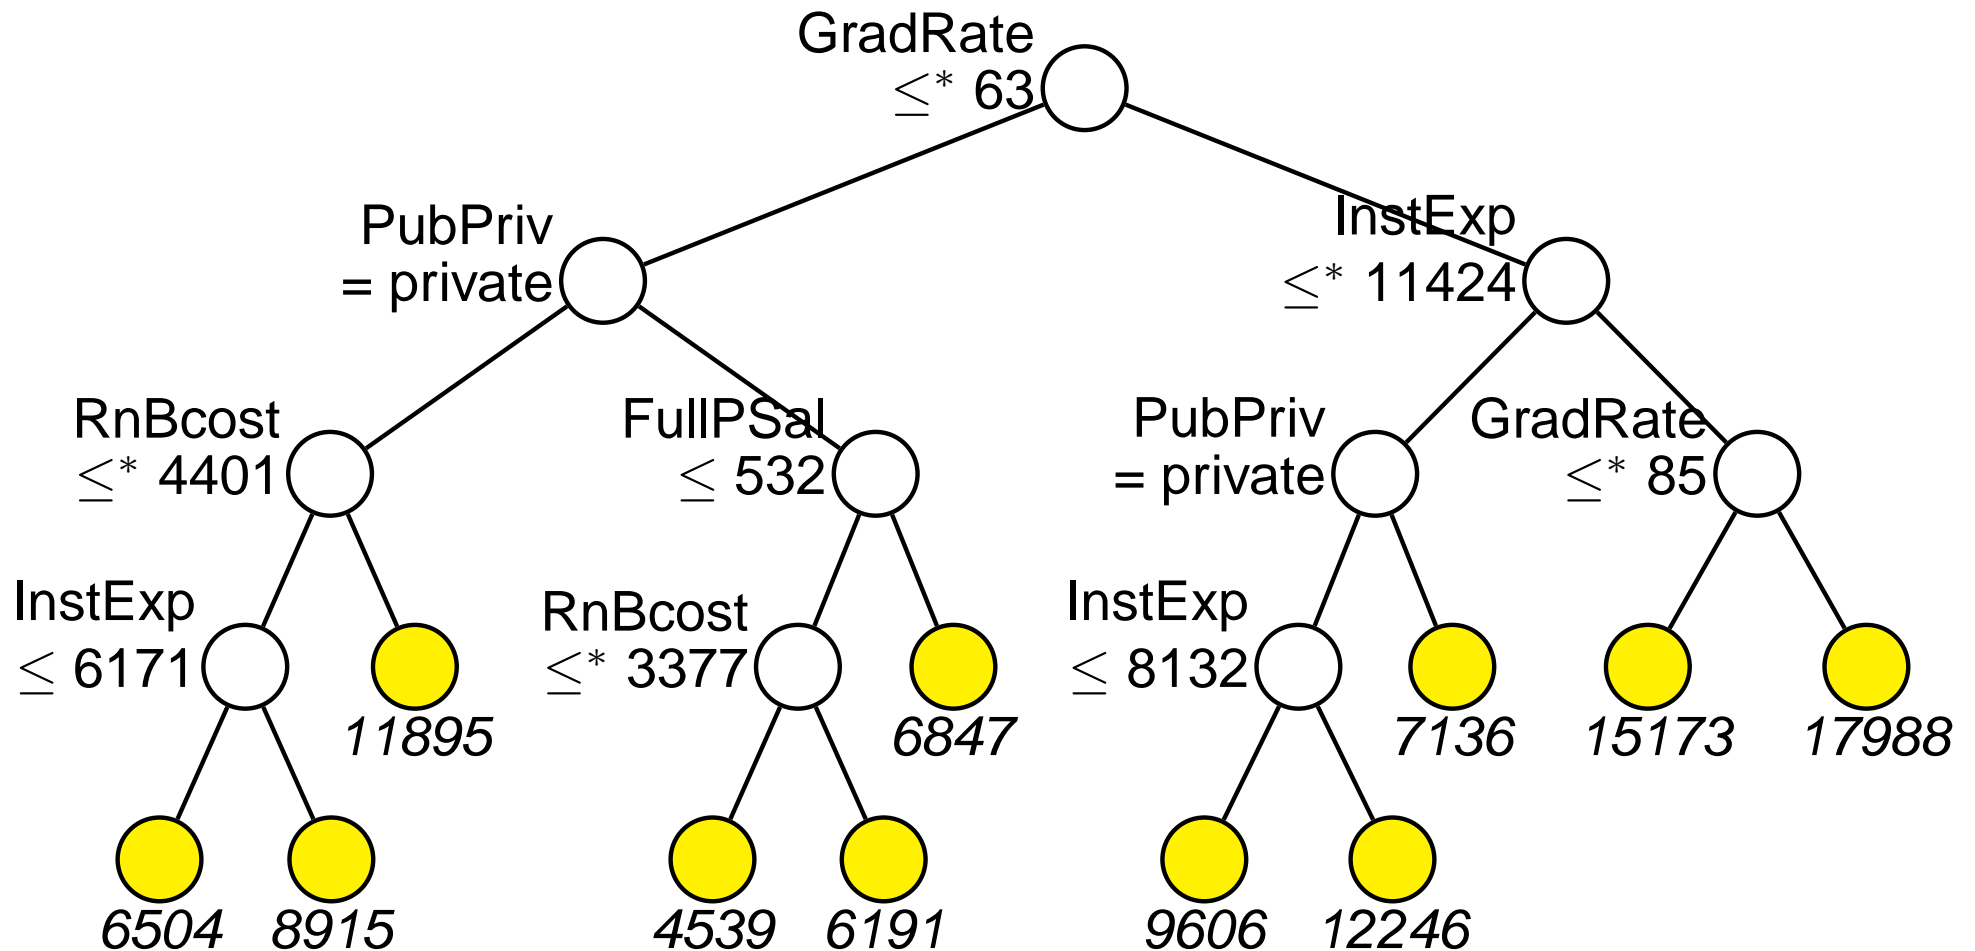 GradRate
≤* 63
PubPriv
= private
InstExp
≤* 11424
RnBcost
≤* 4401
FullPSal
≤ 532
PubPriv
= private
GradRate
≤* 85
InstExp
≤ 6171
11895
RnBcost
≤* 3377
6847
InstExp
≤ 8132
7136
15173
17988
6504
8915
4539
6191
9606
12246